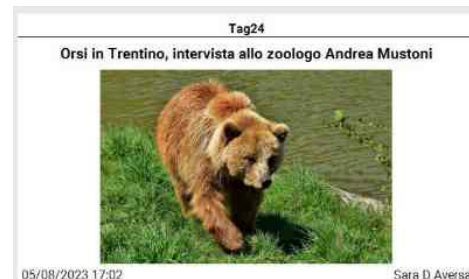 Tag24
Orsi in Trentino, intervista allo zoologo Andrea Mustoni
05/08/2023 17:02
Sara D Aversa